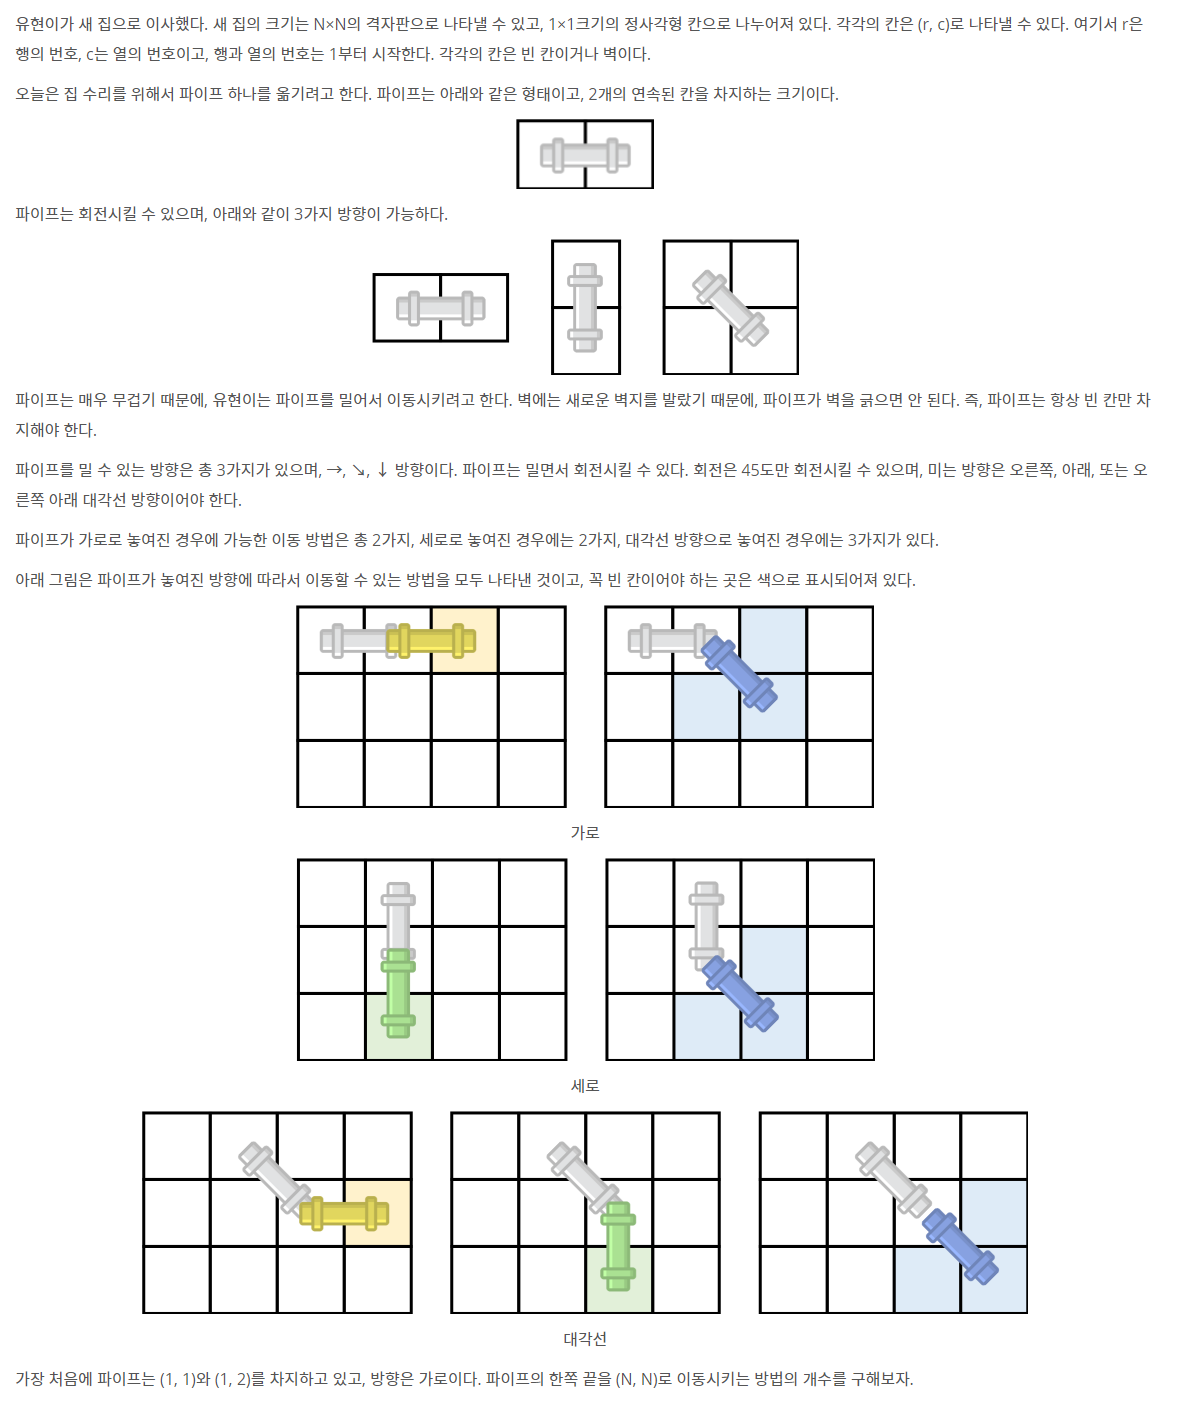 유현이가 새 집으로 이사했다. 새 집의 크기는 N×N의 격자판으로 나타낼 수 있고, 1×1크기의 정사각형 칸으로 나누어져 있다. 각각의 칸은 (r, c)로 나타낼 수 있다. 여기서 r은
행의 번호, c는 열의 번호이고, 행과 열의 번호는 1부터 시작한다. 각각의 칸은 빈 칸이거나 벽이다.
오늘은 집 수리를 위해서 파이프 하나를 옮기려고 한다. 파이프는 아래와 같은 형태이고, 2개의 연속된 칸을 차지하는 크기이다.
파이프는 회전시킬 수 있으며, 아래와 같이 3가지 방향이 가능하다.
파이프는 매우 무겁기 때문에, 유현이는 파이프를 밀어서 이동시키려고 한다. 벽에는 새로운 벽지를 발랐기 때문에, 파이프가 벽을 긁으면 안 된다. 즉, 파이프는 항상 빈 칸만 차
지해야 한다.
파이프를 밀 수 있는 방향은 총 3가지가 있으며, →, ↘, ↓ 방향이다. 파이프는 밀면서 회전시킬 수 있다. 회전은 45도만 회전시킬 수 있으며, 미는 방향은 오른쪽, 아래, 또는 오
른쪽 아래 대각선 방향이어야 한다.
파이프가 가로로 놓여진 경우에 가능한 이동 방법은 총 2가지, 세로로 놓여진 경우에는 2가지, 대각선 방향으로 놓여진 경우에는 3가지가 있다.
아래 그림은 파이프가 놓여진 방향에 따라서 이동할 수 있는 방법을 모두 나타낸 것이고, 꼭 빈 칸이어야 하는 곳은 색으로 표시되어져 있다.
가로
세로
대각선
가장 처음에 파이프는 (1, 1)와 (1, 2)를 차지하고 있고, 방향은 가로이다. 파이프의 한쪽 끝을 (N, N)로 이동시키는 방법의 개수를 구해보자.